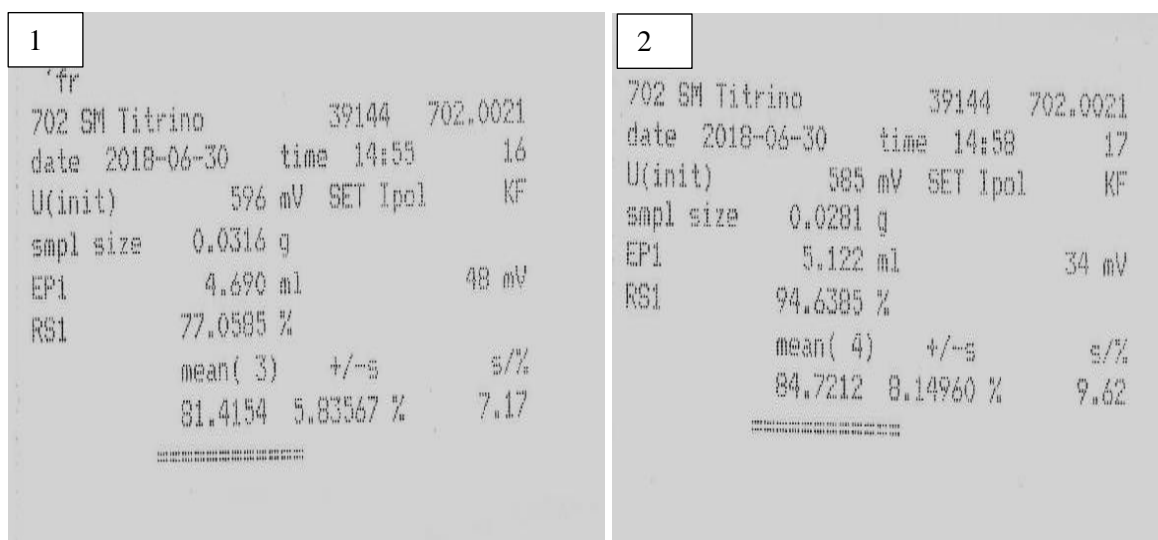 1
'fr
702 SM Titrino 39144 702.0021
date 2018-06-30 time 14:55 16
U(init) 596 mV SET Ipol KF
smpl size 0.0316 g
EP1 4.690 ml 48 mV
RS1 77.0585 %
mean( 3) +/-s s/%
81.4154 5.83567 % 7.17
================
2
702 SM Titrino 39144 702.0021
date 2018-06-30 time 14:58 17
U(init) 585 mV SET Ipol KF
smpl size 0.0281 g
EP1 5.122 ml 34 mV
RS1 94.6385 %
mean( 4) +/-s s/%
84.7212 8.14960 % 9.62
================